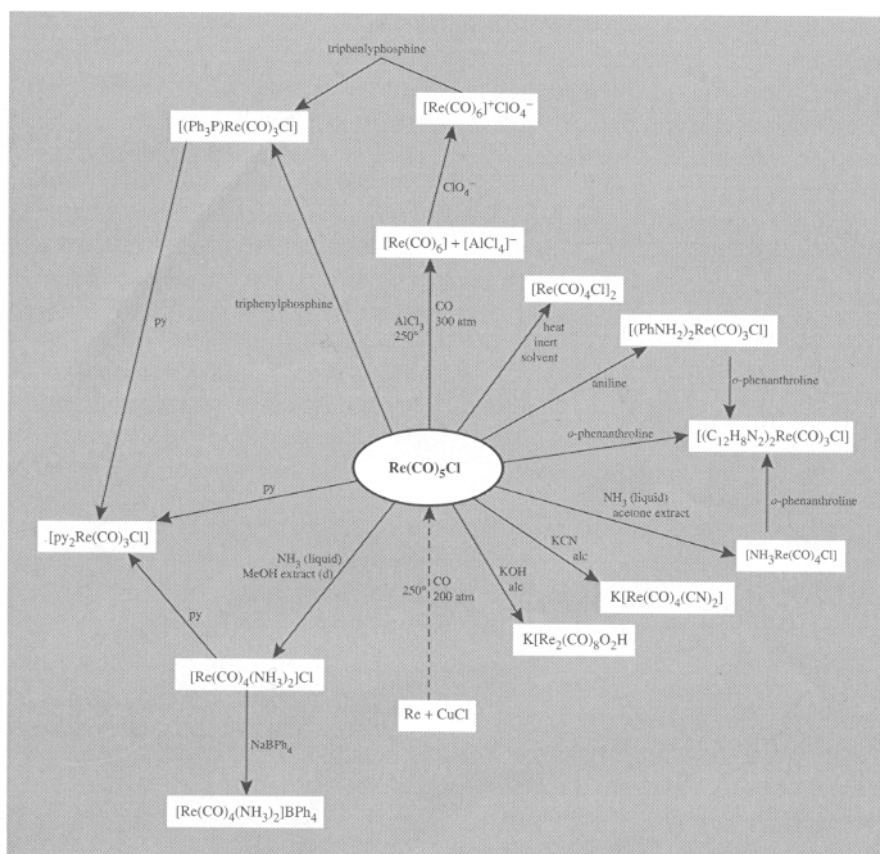 triphenlyphosphine
[Re(CO)₆]⁺ClO₄⁻
[(Ph₃P)Re(CO)₃Cl]
ClO₄⁻
[Re(CO)₆] + [AlCl₄]⁻
[Re(CO)₄Cl]₂
triphenylphosphine
AlCl₃
250°
CO
300 atm
heat
inert
solvent
[(PhNH₂)₂Re(CO)₃Cl]
py
aniline
o-phenanthroline
o-phenanthroline
[(C₁₂H₈N₂)₂Re(CO)₃Cl]
Re(CO)₅Cl
py
NH₃ (liquid)
acetone extract
o-phenanthroline
.[py₂Re(CO)₃Cl]
NH₃ (liquid)
MeOH extract (d)
KCN
alc
[NH₃Re(CO)₄Cl]
250°
CO
200 atm
KOH
alc
K[Re(CO)₄(CN)₂]
py
K[Re₂(CO)₈O₂H
[Re(CO)₄(NH₃)₂]Cl
Re + CuCl
NaBPh₄
[Re(CO)₄(NH₃)₂]BPh₄